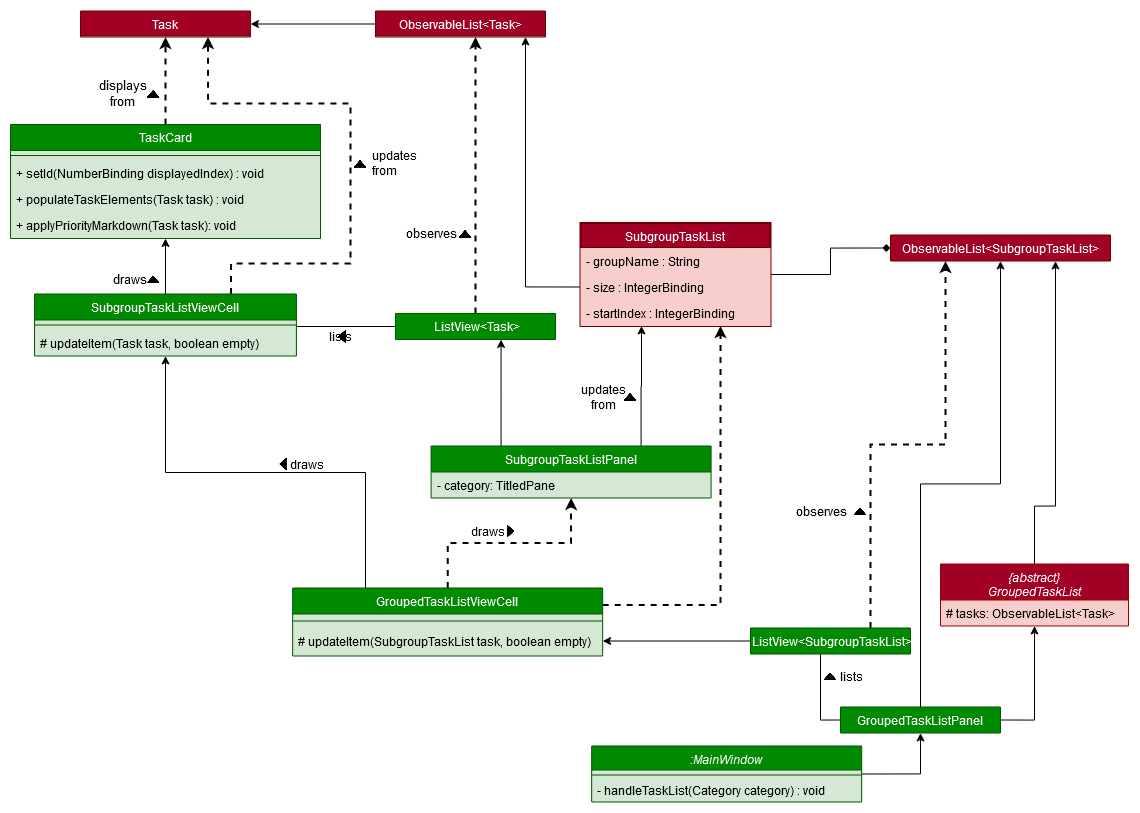 Task
ObservableList<Task>
displays
from
TaskCard
+ setId(NumberBinding displayedIndex) : void
+ populateTaskElements(Task task) : void
+ applyPriorityMarkdown(Task task): void
updates
from
observes
SubgroupTaskList
- groupName : String
- size : IntegerBinding
- startIndex : IntegerBinding
ObservableList<SubgroupTaskList>
draws
SubgroupTaskListViewCell
# updateItem(Task task, boolean empty)
lists
ListView<Task>
updates
from
draws
SubgroupTaskListPanel
- category: TitledPane
draws
observes
GroupedTaskListViewCell
# updateItem(SubgroupTaskList task, boolean empty)
{abstract}
GroupedTaskList
# tasks: ObservableList<Task>
ListView<SubgroupTaskList>
lists
GroupedTaskListPanel
:MainWindow
- handleTaskList(Category category) : void